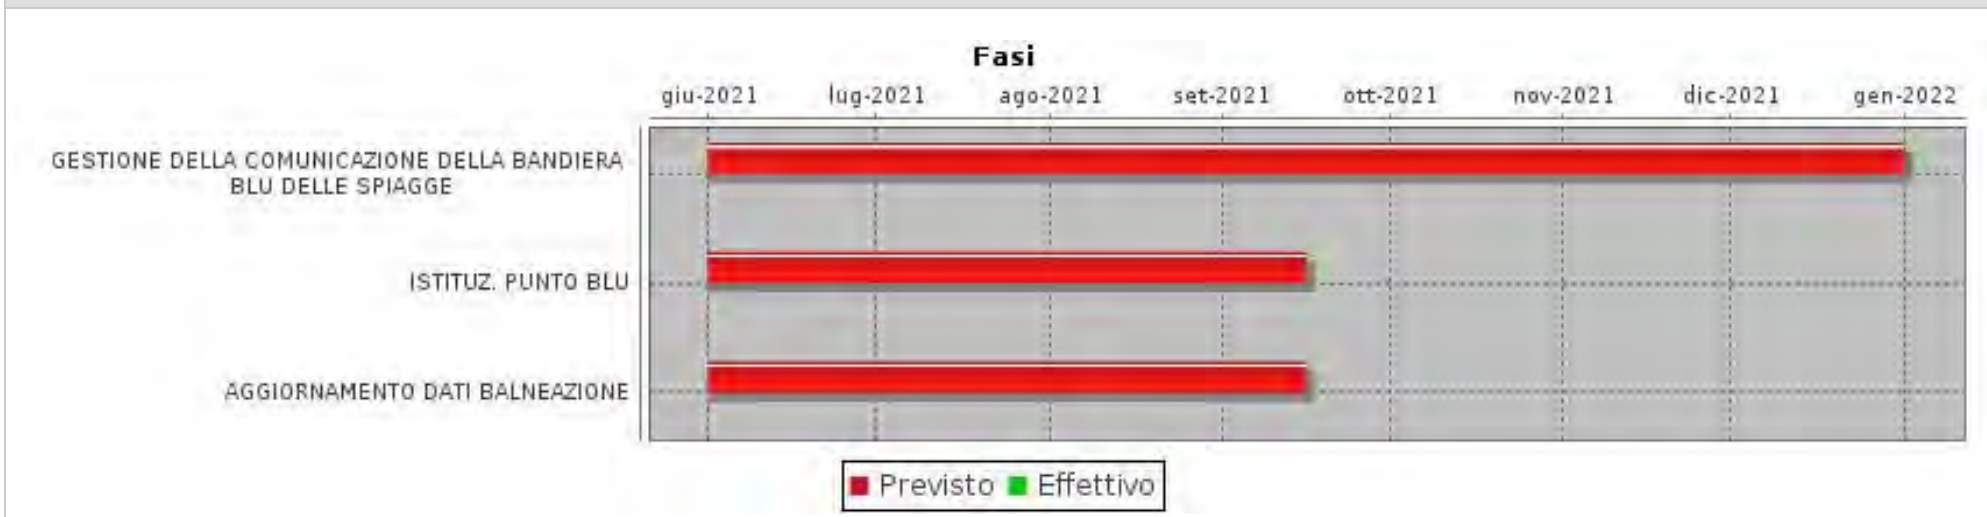 Fasi
giu-2021 lug-2021 ago-2021 set-2021 ott-2021 nov-2021 dic-2021 gen-2022
GESTIONE DELLA COMUNICAZIONE DELLA BANDIERA
BLU DELLE SPIAGGE
ISTITUZ. PUNTO BLU
AGGIORNAMENTO DATI BALNEAZIONE
Previsto Effettivo